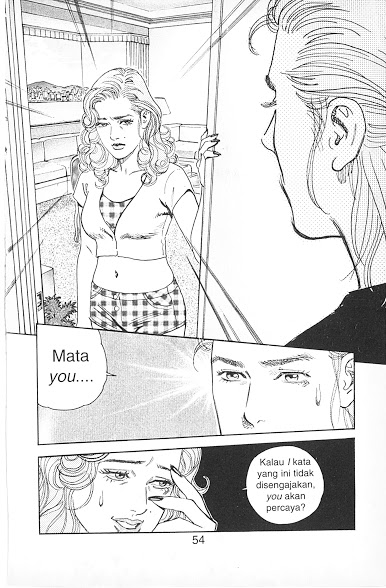 Mata
you....
Kalau I kata
yang ini tidak
disengajakan,
you akan
percaya?
54